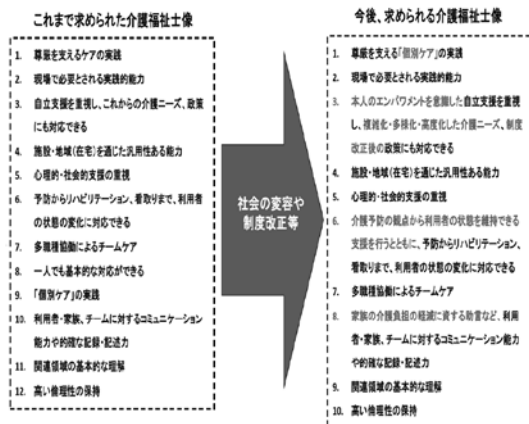 これまで求められた介護福祉士像
1. 尊厳を支えるケアの実践
2. 現場で必要とされる実践的能力
3. 自立支援を重視し、これからの介護ニーズ、政策
にも対応できる
4. 施設・地域(在宅)を通じた汎用性ある能力
5. 心理的・社会的支援の重視
6. 予防からリハビリテーション、看取りまで、利用者
の状態の変化に対応できる
7. 多職種協働によるチームケア
8. 一人でも基本的な対応ができる
9. 「個別ケア」の実践
10. 利用者・家族、チームに対するコミュニケーション
能力や的確な記録・記述力
11. 関連領域の基本的な理解
12. 高い倫理性の保持
社会の変容や
制度改正等
今後、求められる介護福祉士像
1. 尊厳を支える「個別ケア」の実践
2. 現場で必要とされる実践的能力
3. 本人のエンパワメントを意識した自立支援を重視
し、複雑化・多様化・高度化した介護ニーズ、制度
改正後の政策にも対応できる
4. 施設・地域(在宅)を通じた汎用性ある能力
5. 心理的・社会的支援の重視
6. 介護予防の観点から利用者の状態を維持できる
支援を行うとともに、予防からリハビリテーション、
看取りまで、利用者の状態の変化に対応できる
7. 多職種協働によるチームケア
8. 家族の介護負担の軽減に資する助言など、利用
者・家族、チームに対するコミュニケーション能力
や的確な記録・記述力
9. 関連領域の基本的な理解
10. 高い倫理性の保持